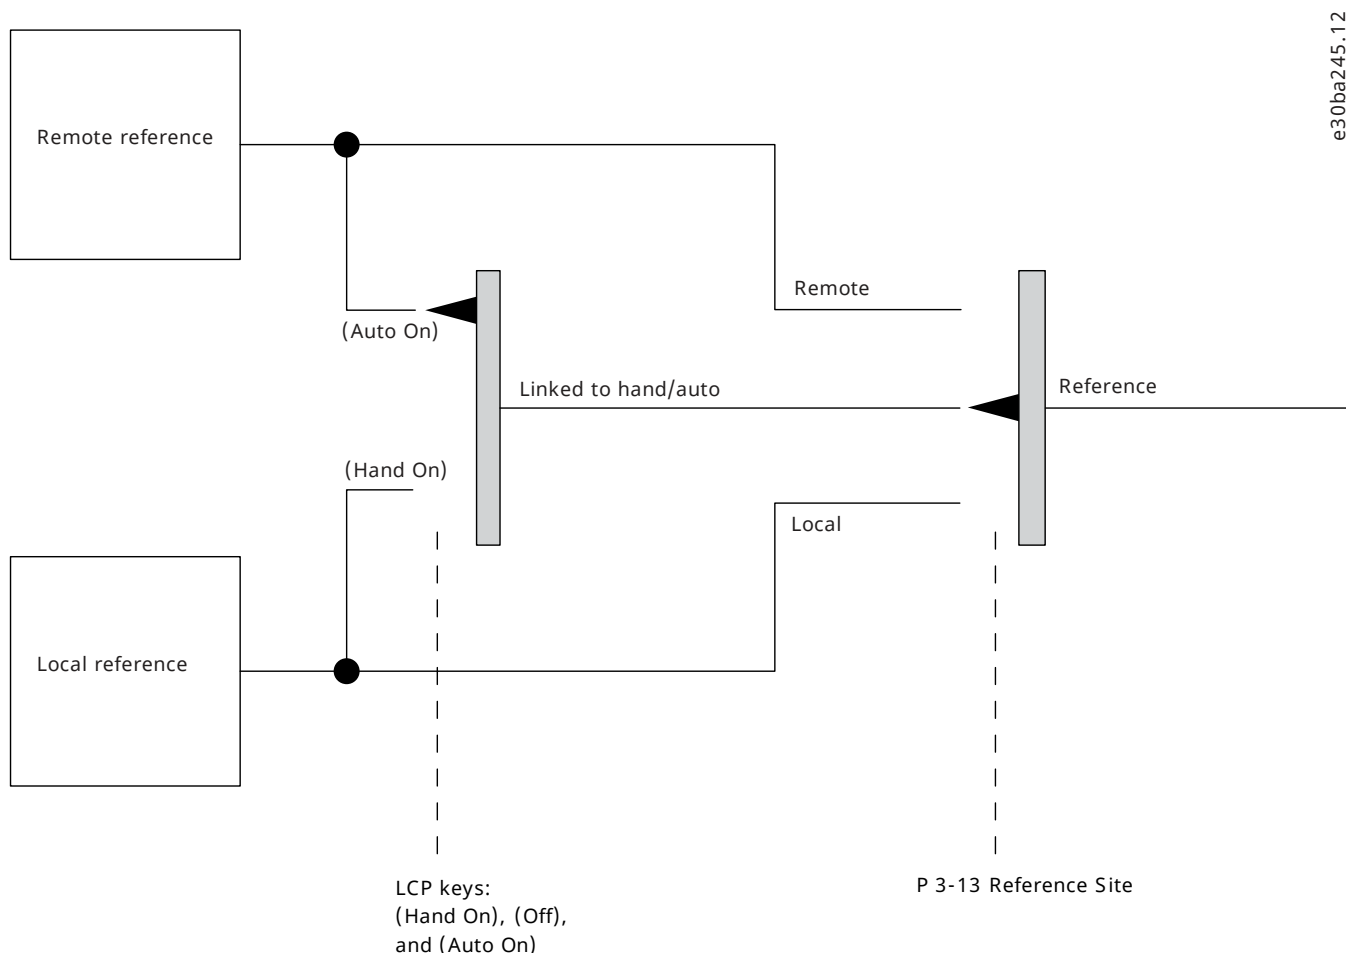 e30ba245.12
Remote reference
Remote
(Auto On)
Linked to hand/auto
Reference
(Hand On)
Local
Local reference
LCP keys:
(Hand On), (Off),
and (Auto On)
P 3-13 Reference Site